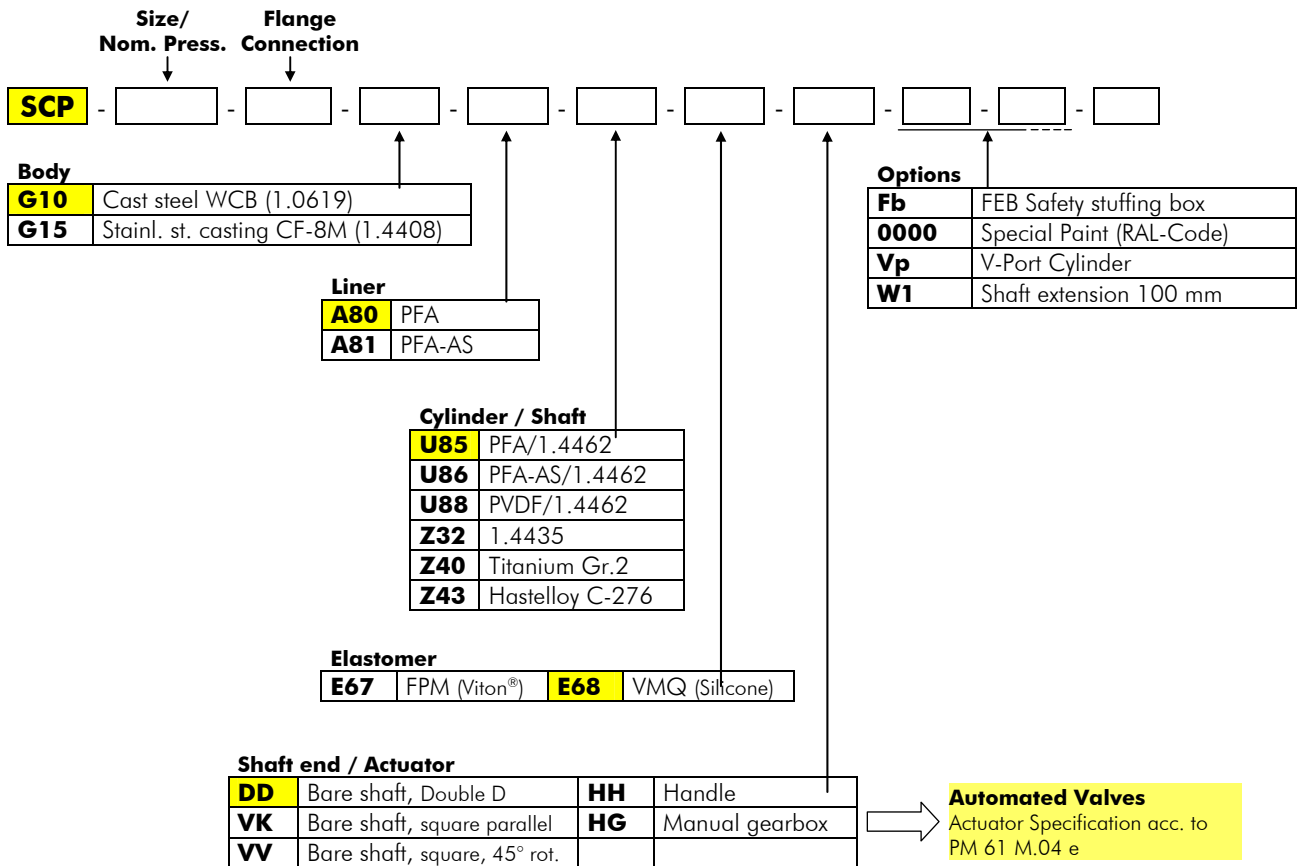 Size/ Flange
Nom. Press. Connection
SCP - - - - - - - - - -
Body
G10 Cast steel WCB (1.0619)
G15 Stainl. st. casting CF-8M (1.4408)
Options
Fb FEB Safety stuffing box
0000 Special Paint (RAL-Code)
Vp V-Port Cylinder
W1 Shaft extension 100 mm
Liner
A80 PFA
A81 PFA-AS
Cylinder / Shaft
U85 PFA/1.4462
U86 PFA-AS/1.4462
U88 PVDF/1.4462
Z32 1.4435
Z40 Titanium Gr.2
Z43 Hastelloy C-276
Elastomer
E67 FPM (Viton®) E68 VMQ (Silicone)
Shaft end / Actuator
DD Bare shaft, Double D HH Handle
VK Bare shaft, square parallel HG Manual gearbox
VV Bare shaft, square, 45° rot.
Automated Valves
Actuator Specification acc. to
PM 61 M.04 e